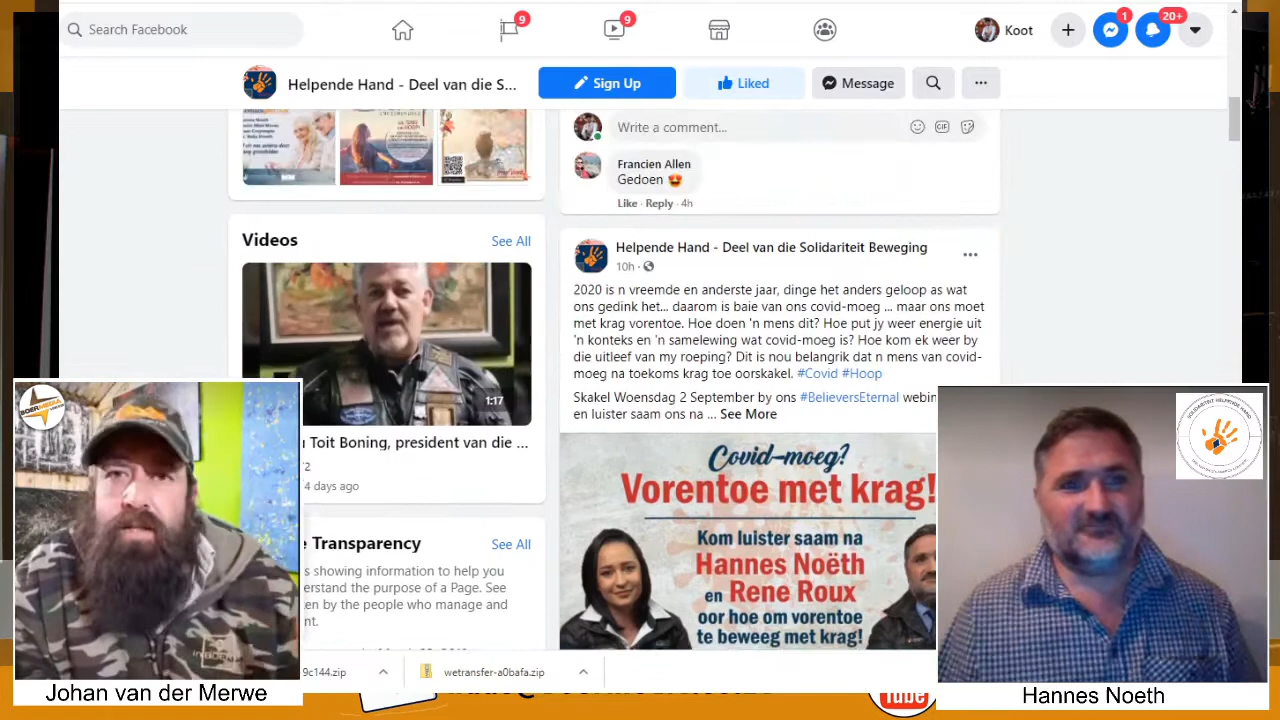 Search Facebook
9
9
Koot
1
20+
Helpende Hand - Deel van die S...
Sign Up
Liked
Message
Write a comment...
GIF
Francien Allen
Gedoen 😍
Like · Reply · 4h
Videos
See All
1:17
Toit Boning, president van die ...
4 days ago
Transparency
See All
s showing information to help you
derstand the purpose of a Page. See
en by the people who manage and
nt.
Helpende Hand - Deel van die Solidariteit Beweging
10h ·
2020 is n vreemde en anderste jaar, dinge het anders geloop as wat
ons gedink het... daarom is baie van ons covid-moeg ... maar ons moet
met krag vorentoe. Hoe doen 'n mens dit? Hoe put jy weer energie uit
'n konteks en 'n samelewing wat covid-moeg is? Hoe kom ek weer by
die uitleef van my roeping? Dit is nou belangrik dat n mens van covid-
moeg na toekoms krag toe oorskakel. #Covid #Hoop
Skakel Woensdag 2 September by ons #BelieversEternal webin
en luister saam ons na ... See More
Covid-moeg?
Vorentoe met krag!
Kom luister saam na
Hannes Noëth
en Rene Roux
oor hoe om vorentoe
te beweeg met krag!
9c144.zip
wetransfer-a0bafa.zip
BOERMEDIA
Johan van der Merwe
SOLIDARITEIT HELPENDE HAND
Hannes Noeth
Tube